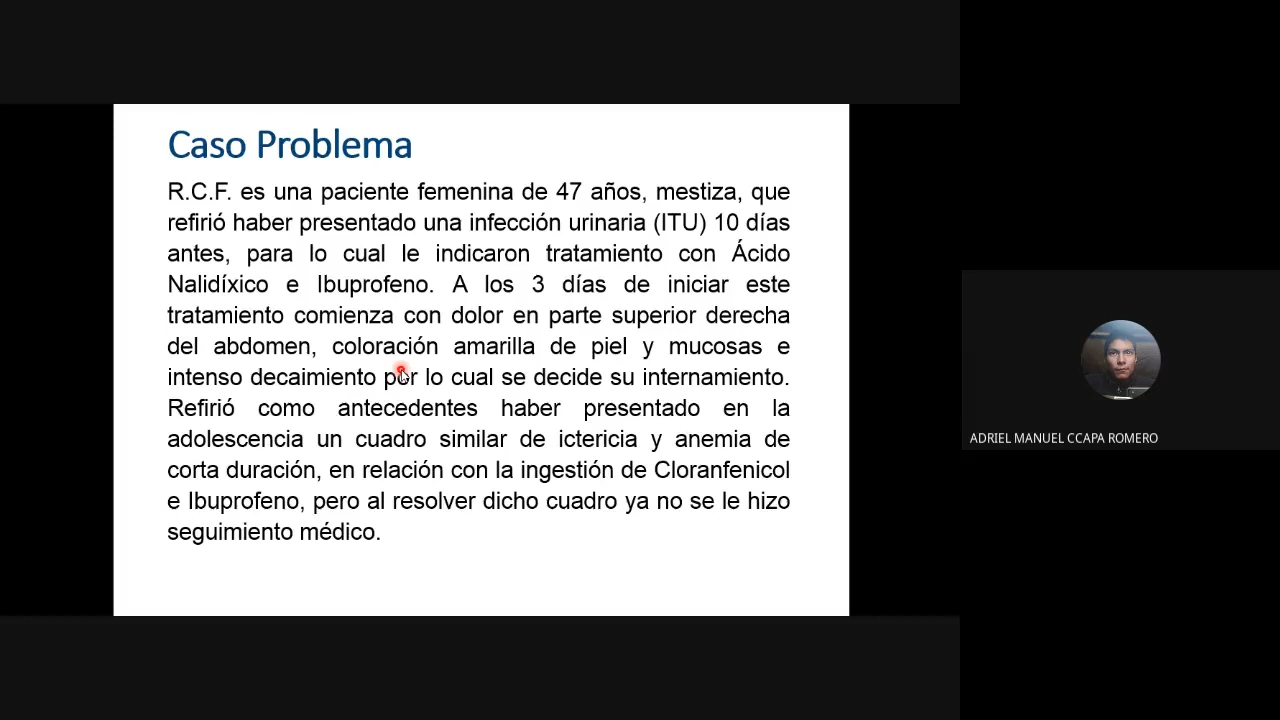 Caso Problema
R.C.F. es una paciente femenina de 47 años, mestiza, que
refirió haber presentado una infección urinaria (ITU) 10 días
antes, para lo cual le indicaron tratamiento con Ácido
Nalidíxico e Ibuprofeno. A los 3 días de iniciar este
tratamiento comienza con dolor en parte superior derecha
del abdomen, coloración amarilla de piel y mucosas e
intenso decaimiento por lo cual se decide su internamiento.
Refirió como antecedentes haber presentado en la
adolescencia un cuadro similar de ictericia y anemia de
corta duración, en relación con la ingestión de Cloranfenicol
e Ibuprofeno, pero al resolver dicho cuadro ya no se le hizo
seguimiento médico.
ADRIEL MANUEL CCAPA ROMERO